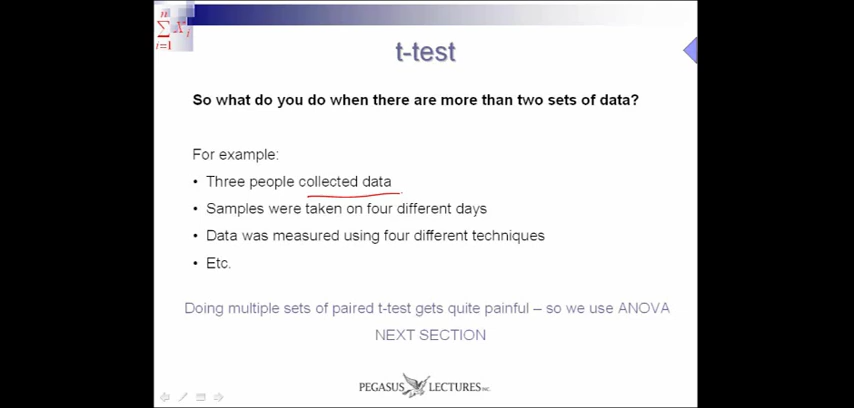 n
∑ Xi
i=1
t-test
So what do you do when there are more than two sets of data?
For example:
• Three people collected data
• Samples were taken on four different days
• Data was measured using four different techniques
• Etc.
Doing multiple sets of paired t-test gets quite painful – so we use ANOVA
NEXT SECTION
PEGASUS LECTURES INC.